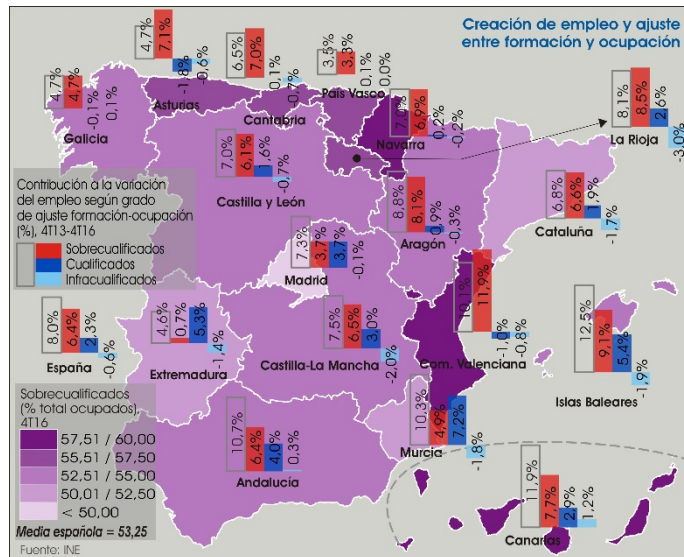 Creación de empleo y ajuste
entre formación y ocupación
4,7% 7,1% -1,8% -0,6%
Asturias
6,5% 7,0% 0,1% -0,7%
Cantabria
3,5% 3,3% 0,1% 0,0%
País Vasco
4,7% 4,7% -0,1% 0,1%
Galicia
7,0% 6,9% 0,2% -0,2%
Navarra
8,1% 8,5% 2,6% -3,0%
La Rioja
7,0% 6,1% 1,6% -0,7%
Castilla y León
8,8% 8,1% 0,9% -0,3%
Aragón
6,8% 6,6% 1,9% -1,7%
Cataluña
Contribución a la variación
del empleo según grado
de ajuste formación-ocupación
(%), 4T13-4T16
Sobrecualificados
Cualificados
Infracualificados
7,3% 3,7% 3,7% -0,1%
Madrid
8,0% 6,4% 2,3% -0,6%
España
4,6% 0,7% 5,3% -1,4%
Extremadura
7,5% 6,5% 3,0% -2,0%
Castilla-La Mancha
10,1% 11,9% -1,0% -0,8%
Com. Valenciana
12,5% 9,1% 5,4% -1,9%
Islas Baleares
10,3% 4,9% 7,2% -1,8%
Murcia
10,7% 6,4% 4,0% 0,3%
Andalucía
11,9% 7,7% 2,9% 1,2%
Canarias
Sobrecualificados
(% total ocupados),
4T16
57,51 / 60,00
55,51 / 57,50
52,51 / 55,00
50,01 / 52,50
< 50,00
Media española = 53,25
Fuente: INE